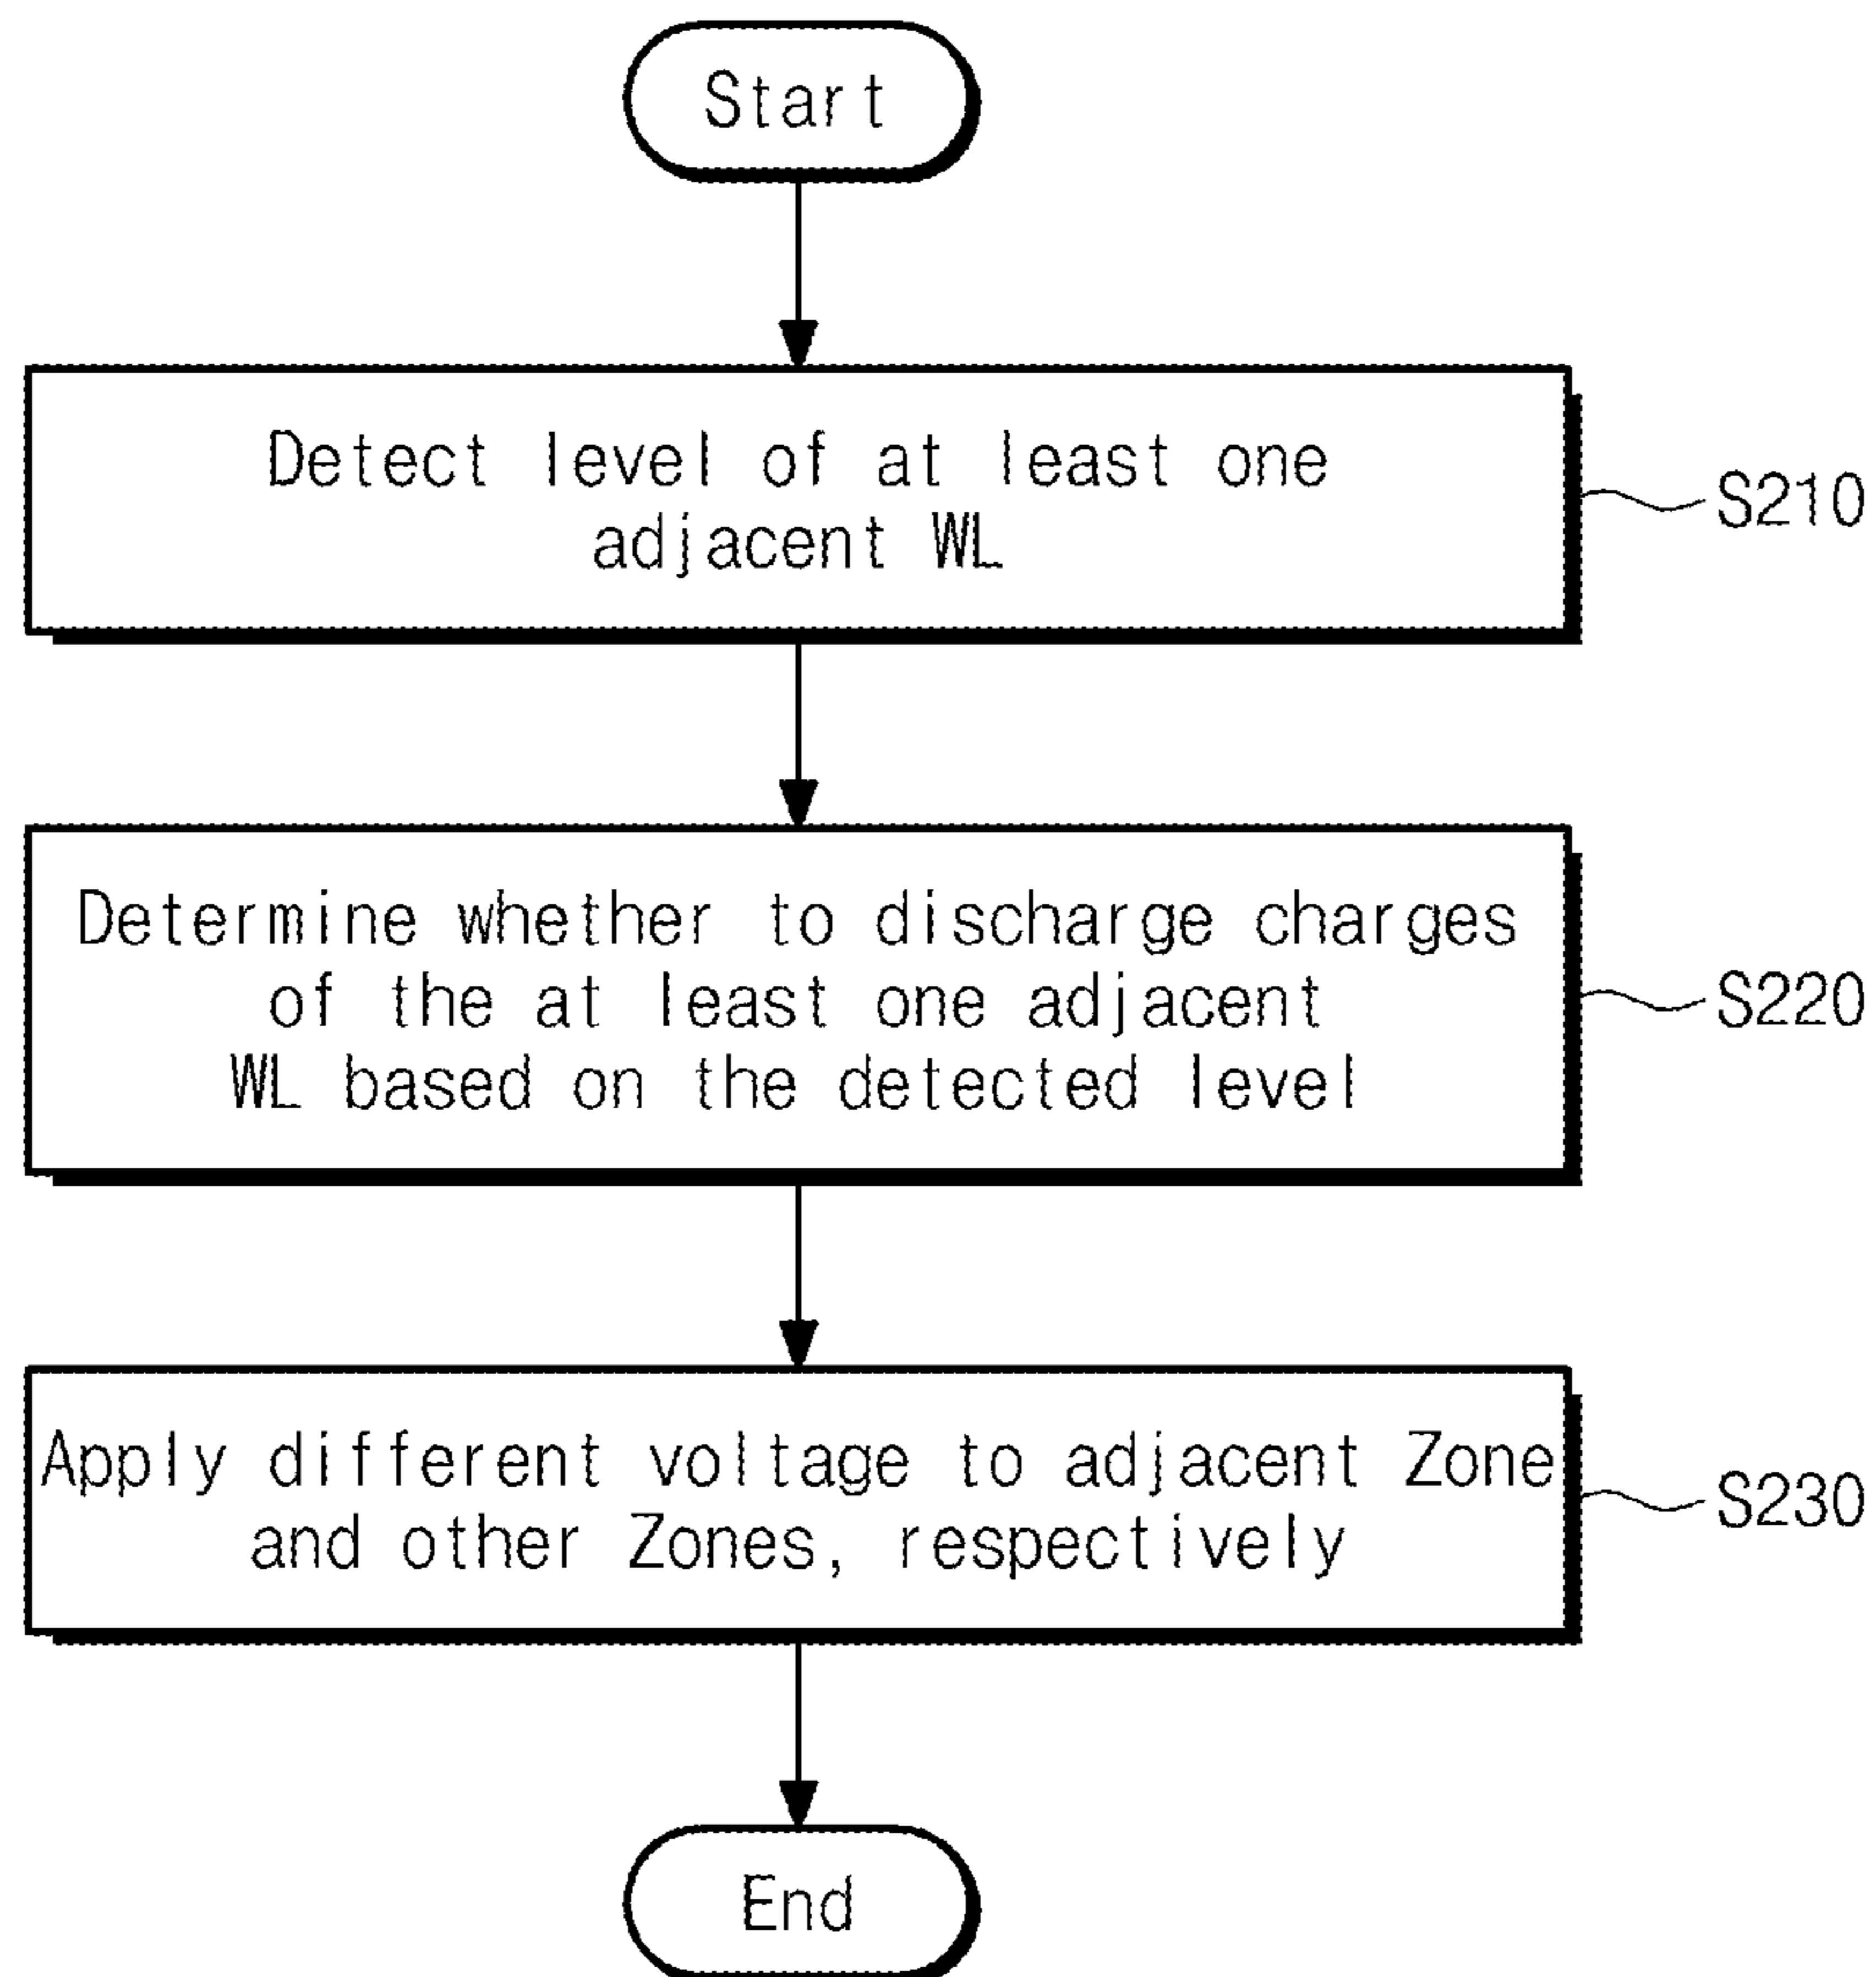 Start
Detect level of at least one
adjacent WL
S210
Determine whether to discharge charges
of the at least one adjacent
WL based on the detected level
S220
Apply different voltage to adjacent Zone
and other Zones, respectively
S230
End